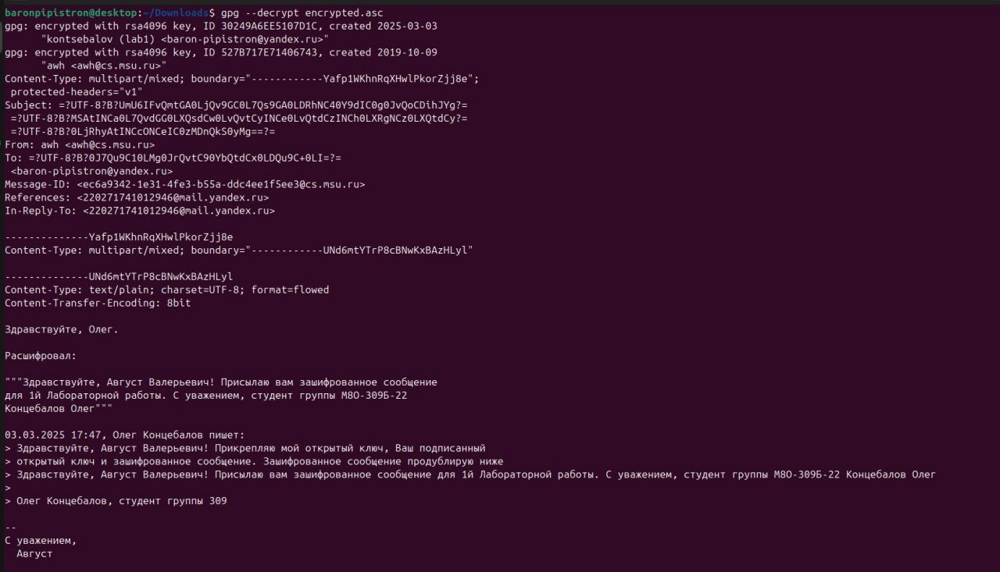 baronpipistron@desktop:~/Downloads$ gpg --decrypt encrypted.asc
gpg: encrypted with rsa4096 key, ID 30249A6EE5107D1C, created 2025-03-03
      "kontsebalov (lab1) <baron-pipistron@yandex.ru>"
gpg: encrypted with rsa4096 key, ID 527B717E71406743, created 2019-10-09
      "awh <awh@cs.msu.ru>"
Content-Type: multipart/mixed; boundary="------------Yafp1WKhnRqXHwlPkorZjj8e";
 protected-headers="v1"
Subject: =?UTF-8?B?UmU6IFvQmtGA0LjQv9GC0L7Qs9GA0LDRhNC40Y9dIC0g0JvQoCDihJYg?=
 =?UTF-8?B?MSAtINCa0L7QvdGG0LXQsdCw0LvQvtCyINCe0LvQtdCzINCh0LXRgNCz0LXQtdCy?=
 =?UTF-8?B?0LjRhyAtINCcONCeIC0zMDnQkS0yMg==?=
From: awh <awh@cs.msu.ru>
To: =?UTF-8?B?0J7Qu9C10LMg0JrQvtC90YbQtdCx0LDQu9C+0LI=?=
 <baron-pipistron@yandex.ru>
Message-ID: <ec6a9342-1e31-4fe3-b55a-ddc4ee1f5ee3@cs.msu.ru>
References: <220271741012946@mail.yandex.ru>
In-Reply-To: <220271741012946@mail.yandex.ru>

--------------Yafp1WKhnRqXHwlPkorZjj8e
Content-Type: multipart/mixed; boundary="------------UNd6mtYTrP8cBNwKxBAzHLyl"

--------------UNd6mtYTrP8cBNwKxBAzHLyl
Content-Type: text/plain; charset=UTF-8; format=flowed
Content-Transfer-Encoding: 8bit

Здравствуйте, Олег.

Расшифровал:

"""Здравствуйте, Август Валерьевич! Присылаю вам зашифрованное сообщение
для 1й Лабораторной работы. С уважением, студент группы М8О-309Б-22
Концебалов Олег"""

03.03.2025 17:47, Олег Концебалов пишет:
> Здравствуйте, Август Валерьевич! Прикрепляю мой открытый ключ, Ваш подписанный
> открытый ключ и зашифрованное сообщение. Зашифрованное сообщение продублирую ниже
> Здравствуйте, Август Валерьевич! Присылаю вам зашифрованное сообщение для 1й Лабораторной работы. С уважением, студент группы М8О-309Б-22 Концебалов Олег
>
> Олег Концебалов, студент группы 309

--
С уважением,
  Август